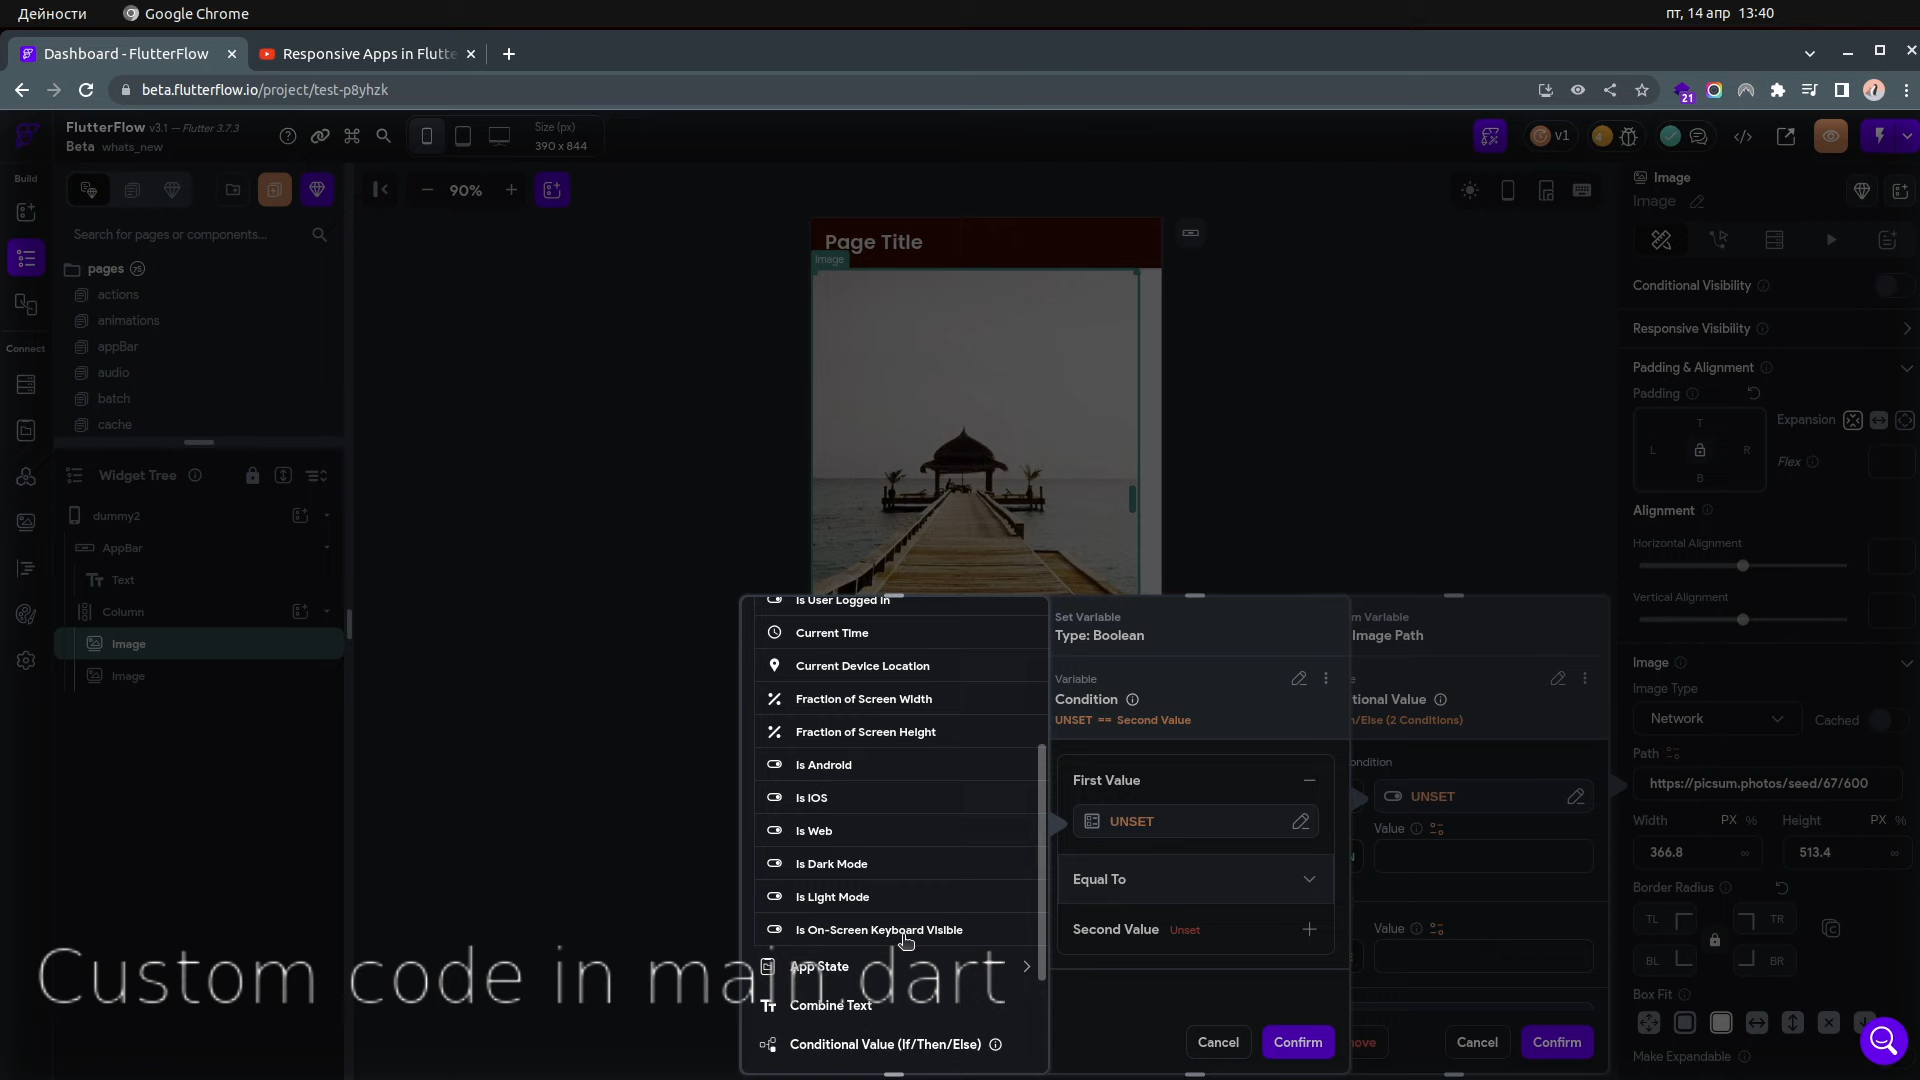 Дейности
Google Chrome
пт, 14 апр 13:40
Dashboard - FlutterFlow
Responsive Apps in Flutte
beta.flutterflow.io/project/test-p8yhzk
21
FlutterFlow v3.1 — Flutter 3.7.3
Beta whats_new
Size (px)
390 x 844
v1
4
Build
90%
Image
Image
Search for pages or components...
Page Title
Image
pages 75
actions
animations
appBar
audio
batch
cache
Connect
Conditional Visibility
Responsive Visibility
Padding & Alignment
Padding
Expansion
T
L
R
B
Flex
Alignment
Horizontal Alignment
Vertical Alignment
Widget Tree
dummy2
AppBar
Text
Column
Image
Image
Is User Logged In
Current Time
Current Device Location
Fraction of Screen Width
Fraction of Screen Height
Is Android
Is iOS
Is Web
Is Dark Mode
Is Light Mode
Is On-Screen Keyboard Visible
App State
Combine Text
Conditional Value (If/Then/Else)
Set Variable
Type: Boolean
Variable
Condition
UNSET == Second Value
First Value
UNSET
Equal To
Second Value Unset
Cancel
Confirm
m Variable
Image Path
e
tional Value
n/Else (2 Conditions)
ondition
UNSET
Value
N
Value
ove
Cancel
Confirm
Image
Image Type
Network
Cached
Path
https://picsum.photos/seed/67/600
Width PX %
Height PX %
366.8
513.4
Border Radius
TL
TR
BL
BR
Box Fit
Make Expandable
Custom code in main.dart